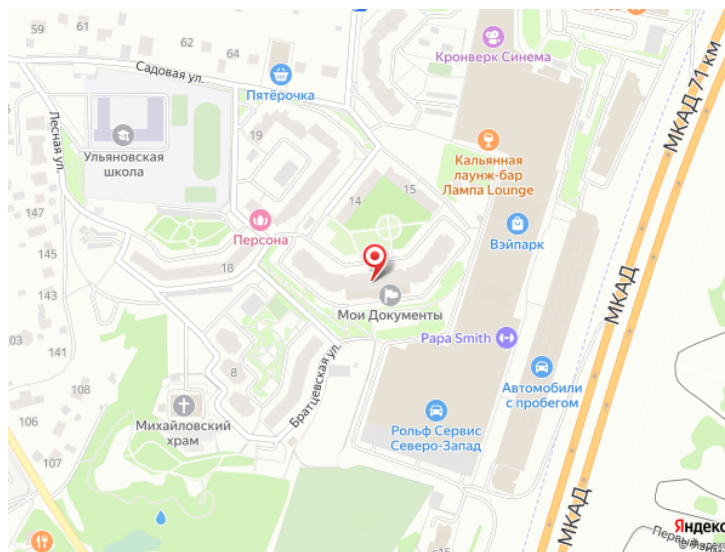 59
61
62
64
Садовая ул.
Кронверк Синема
Пятёрочка
МКАД 71 км
Лесная ул.
Ульяновская
школа
19
Кальянная
лаунж-бар
Лампа Lounge
14
15
147
Персона
Вэйпарк
145
18
МКАД
143
Мои Документы
03
141
8
Братцевская ул.
Papa Smith
Автомобили
с пробегом
106
Михайловский
храм
Рольф Сервис
Северо-Запад
108
107
МКАД
Яндекс